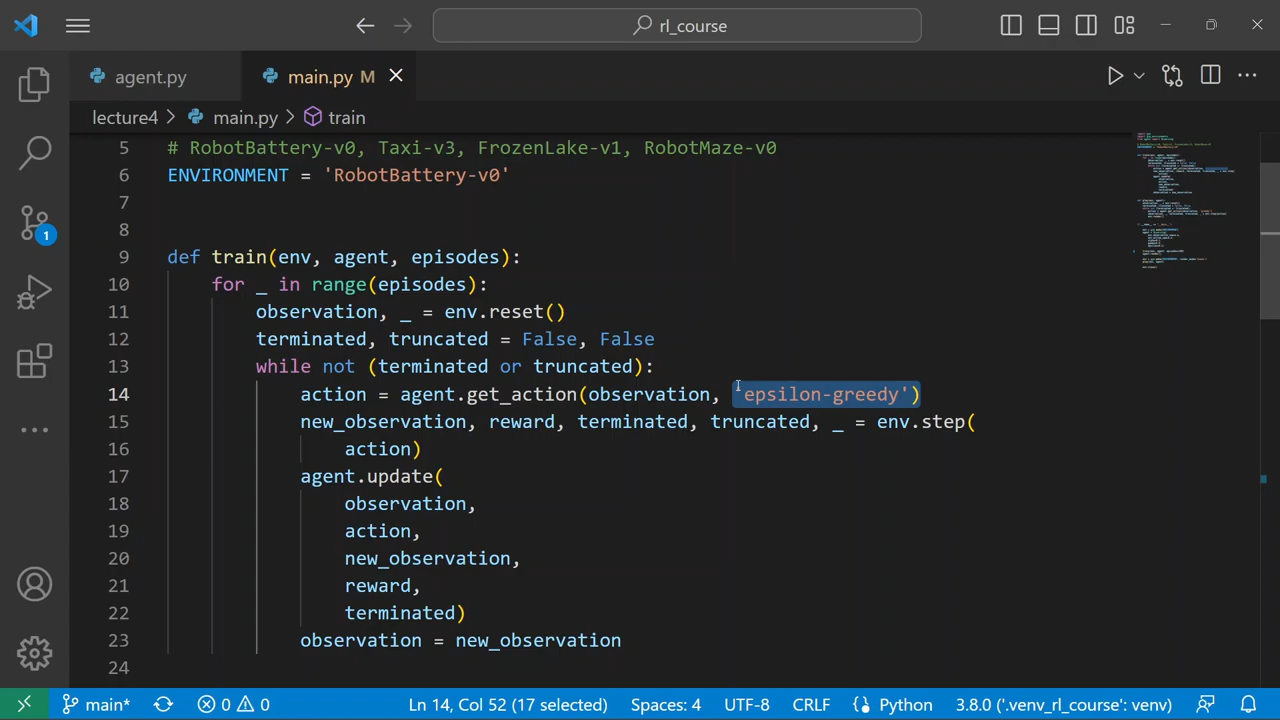 rl_course
agent.py
main.py M
lecture4 > main.py > train
5 # RobotBattery-v0, Taxi-v3, FrozenLake-v1, RobotMaze-v0
6 ENVIRONMENT = 'RobotBattery-v0'
7
8
9 def train(env, agent, episodes):
10 for _ in range(episodes):
11 observation, _ = env.reset()
12 terminated, truncated = False, False
13 while not (terminated or truncated):
14 action = agent.get_action(observation, 'epsilon-greedy')
15 new_observation, reward, terminated, truncated, _ = env.step(
16 action)
17 agent.update(
18 observation,
19 action,
20 new_observation,
21 reward,
22 terminated)
23 observation = new_observation
24
1
main* 0 0 Ln 14, Col 52 (17 selected) Spaces: 4 UTF-8 CRLF Python 3.8.0 ('.venv_rl_course': venv)